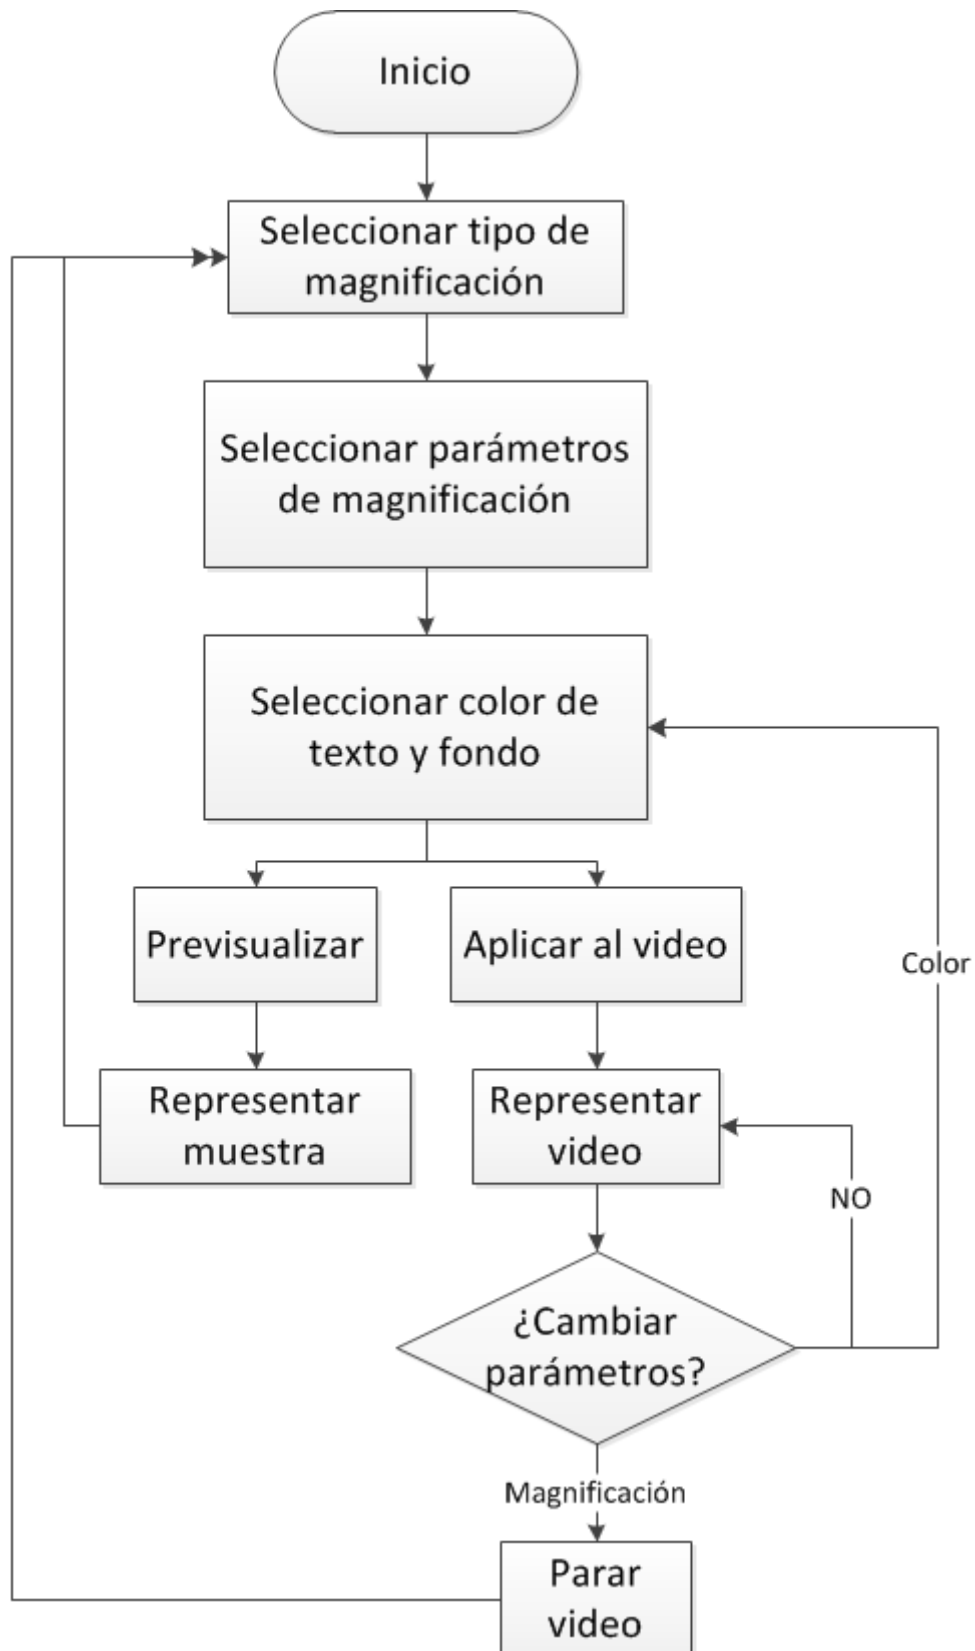 Inicio
Seleccionar tipo de
magnificación
Seleccionar parámetros
de magnificación
Seleccionar color de
texto y fondo
Previsualizar
Aplicar al video
Color
Representar
muestra
Representar
video
NO
¿Cambiar
parámetros?
Magnificación
Parar
video